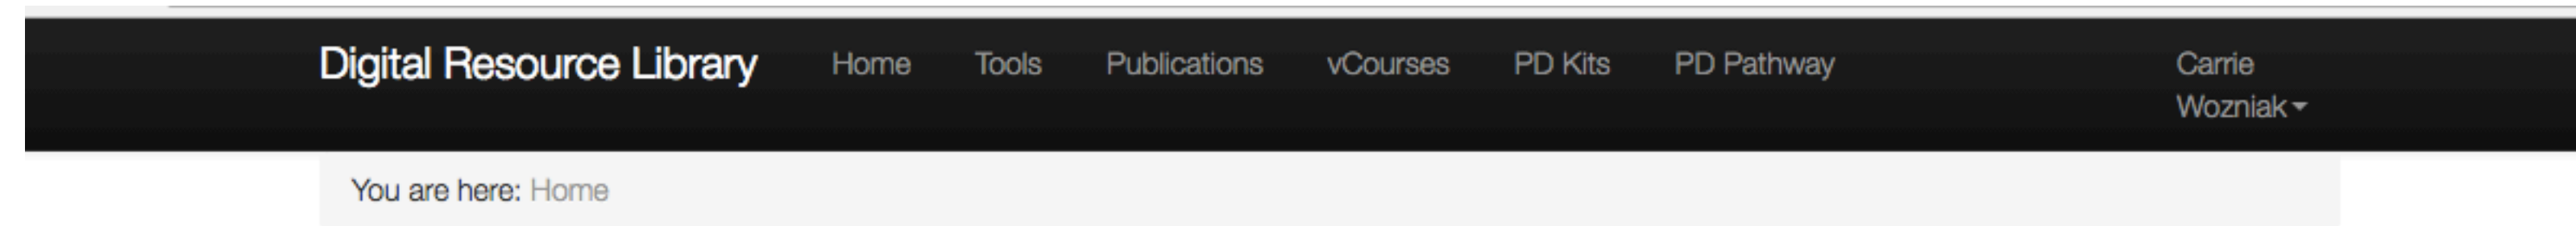 Digital Resource Library Home Tools Publications vCourses PD Kits PD Pathway Carrie
Wozniak
You are here: Home